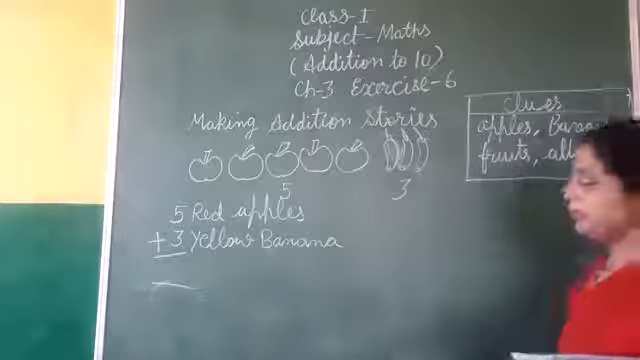 Class-I
Subject-Maths
(Addition to 10)
Ch-3 Exercise-6
Making Addition Stories
5
3
5 Red apples
+ 3 Yellow Banana
Clues
apples,
fruits,